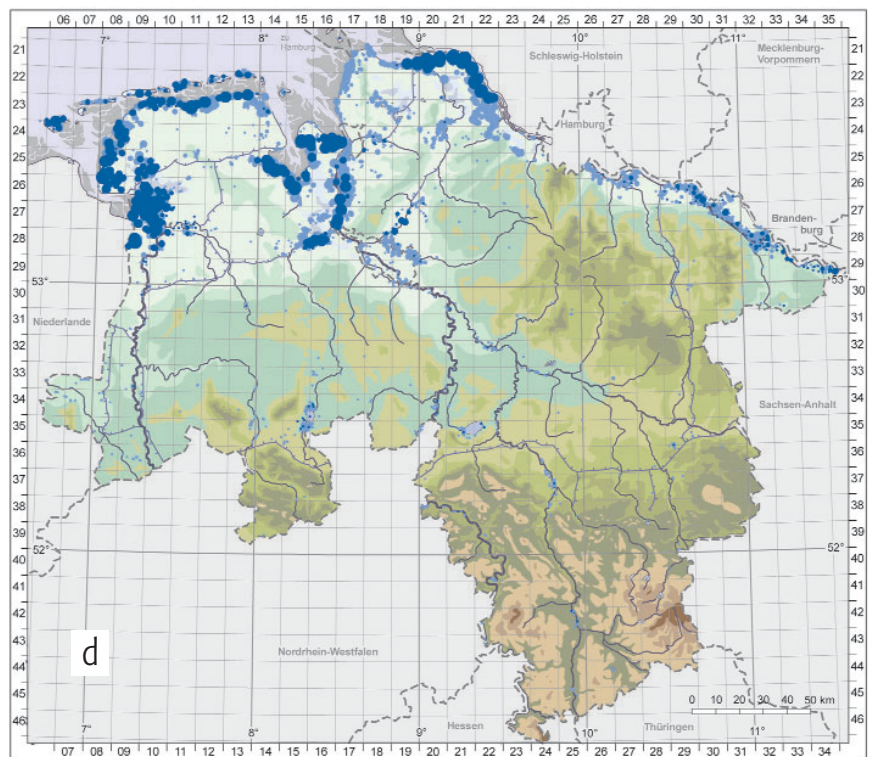 06 07 08 09 10 11 12 13 14 15 16 17 18 19 20 21 22 23 24 25 26 27 28 29 30 31 32 33 34 35
7° 8° 9° 10° 11°
21 21
zu
Hamburg
Schleswig-Holstein
Mecklenburg-
Vorpommern
22 22
23 23
24 24
Hamburg
25 25
26 26
27 27
Branden-
burg
28 28
29 29
53° 53°
30 30
Niederlande
31 31
32 32
33 33
34 34
Sachsen-Anhalt
35 35
36 36
37 37
38 38
39 39
52° 52°
40 40
41 41
42 42
43 43
d
Nordrhein-Westfalen
44 44
45 45
0 10 20 30 40 50 km
46 46
7° 8° 9° 10° 11°
Hessen
Thüringen
07 08 09 10 11 12 13 14 15 16 17 18 19 20 21 22 23 24 25 26 27 28 29 30 31 32 33 34